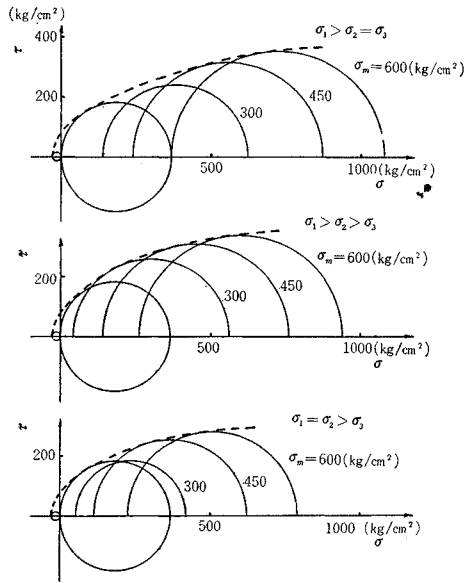 (kg/cm²)
400
τ
200
σ₁ > σ₂ = σ₃
σₘ = 600 (kg/cm²)
450
300
500
1000 (kg/cm²)
σ
τ
200
σ₁ > σ₂ > σ₃
σₘ = 600 (kg/cm²)
450
300
500
1000 (kg/cm²)
σ
τ
200
σ₁ = σ₂ > σ₃
σₘ = 600 (kg/cm²)
450
300
500
1000 (kg/cm²)
σ